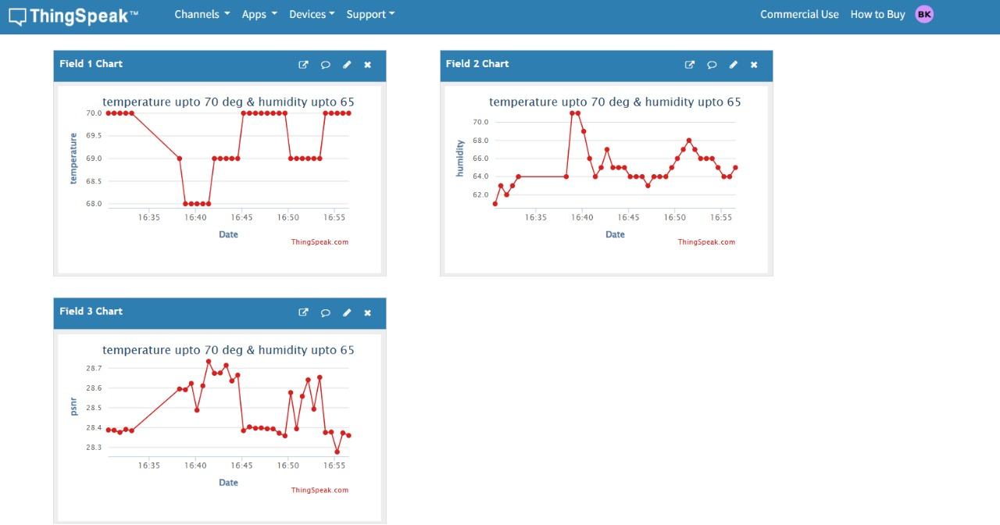 ThingSpeak™ Channels Apps Devices Support Commercial Use How to Buy BK
Field 1 Chart
temperature upto 70 deg & humidity upto 65
70.0
69.5
69.0
68.5
68.0
temperature
16:35 16:40 16:45 16:50 16:55
Date
ThingSpeak.com
Field 2 Chart
temperature upto 70 deg & humidity upto 65
70.0
68.0
66.0
64.0
62.0
humidity
16:35 16:40 16:45 16:50 16:55
Date
ThingSpeak.com
Field 3 Chart
temperature upto 70 deg & humidity upto 65
28.7
28.6
28.5
28.4
28.3
psnr
16:35 16:40 16:45 16:50 16:55
Date
ThingSpeak.com